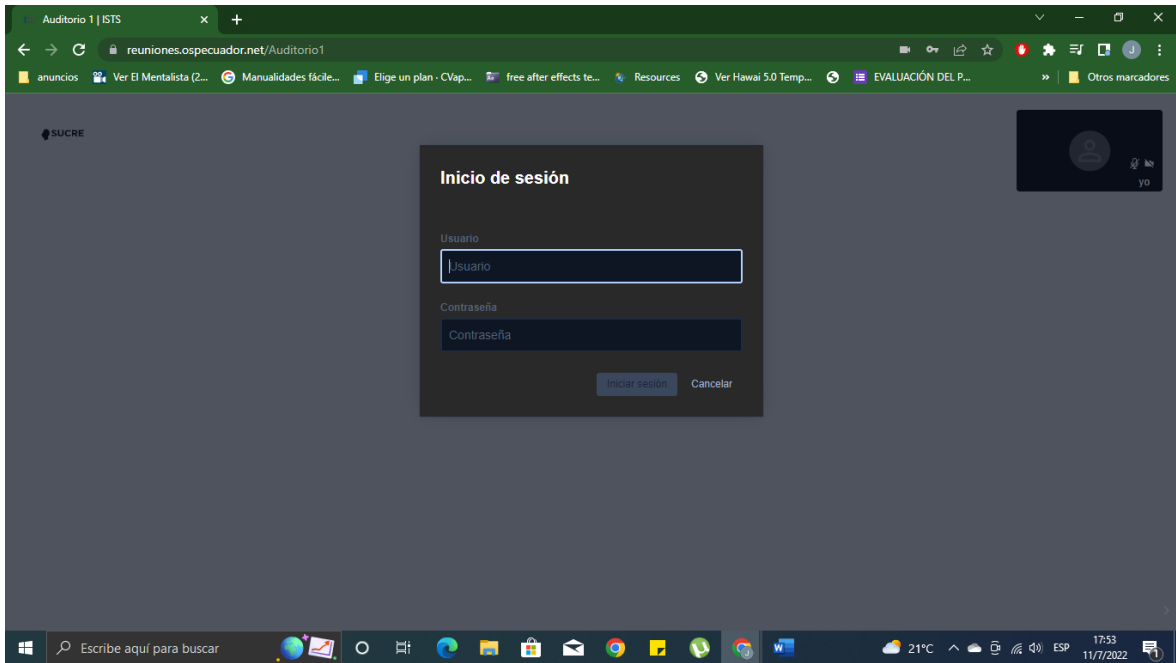 Auditorio 1 | ISTS
reuniones.ospecuador.net/Auditorio1
J
anuncios Ver El Mentalista (2... Manualidades fácile... Elige un plan · CVap... free after effects te... Resources Ver Hawai 5.0 Temp... EVALUACIÓN DEL P... » Otros marcadores
SUCRE
yo
Inicio de sesión
Usuario
Usuario
Contraseña
Contraseña
Iniciar sesión Cancelar
Escribe aquí para buscar
21°C ESP 17:53
11/7/2022
1